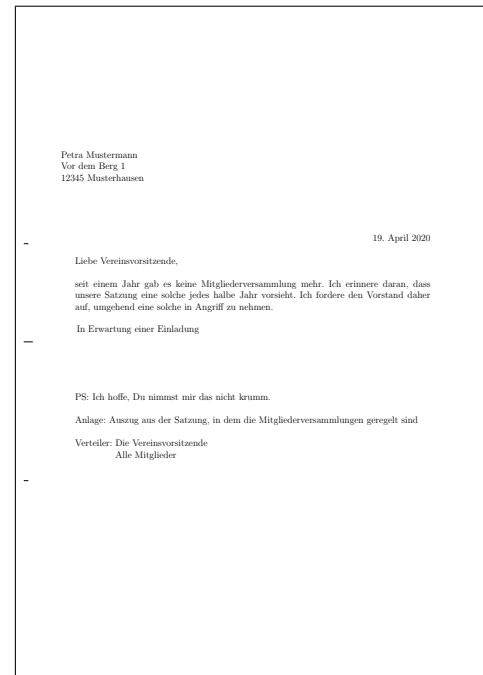 Petra Mustermann
Vor dem Berg 1
12345 Musterhausen
19. April 2020
Liebe Vereinsvorsitzende,
seit einem Jahr gab es keine Mitgliederversammlung mehr. Ich erinnere daran, dass
unsere Satzung eine solche jedes halbe Jahr vorsieht. Ich fordere den Vorstand daher
auf, umgehend eine solche in Angriff zu nehmen.
In Erwartung einer Einladung
PS: Ich hoffe, Du nimmst mir das nicht krumm.
Anlage: Auszug aus der Satzung, in dem die Mitgliederversammlungen geregelt sind
Verteiler: Die Vereinsvorsitzende
Alle Mitglieder